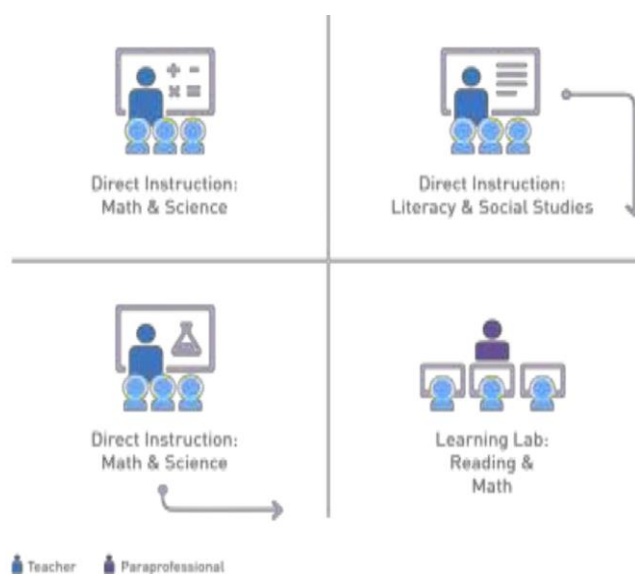 Direct Instruction:
Math & Science
Direct Instruction:
Literacy & Social Studies
Direct Instruction:
Math & Science
Learning Lab:
Reading &
Math
Teacher
Paraprofessional